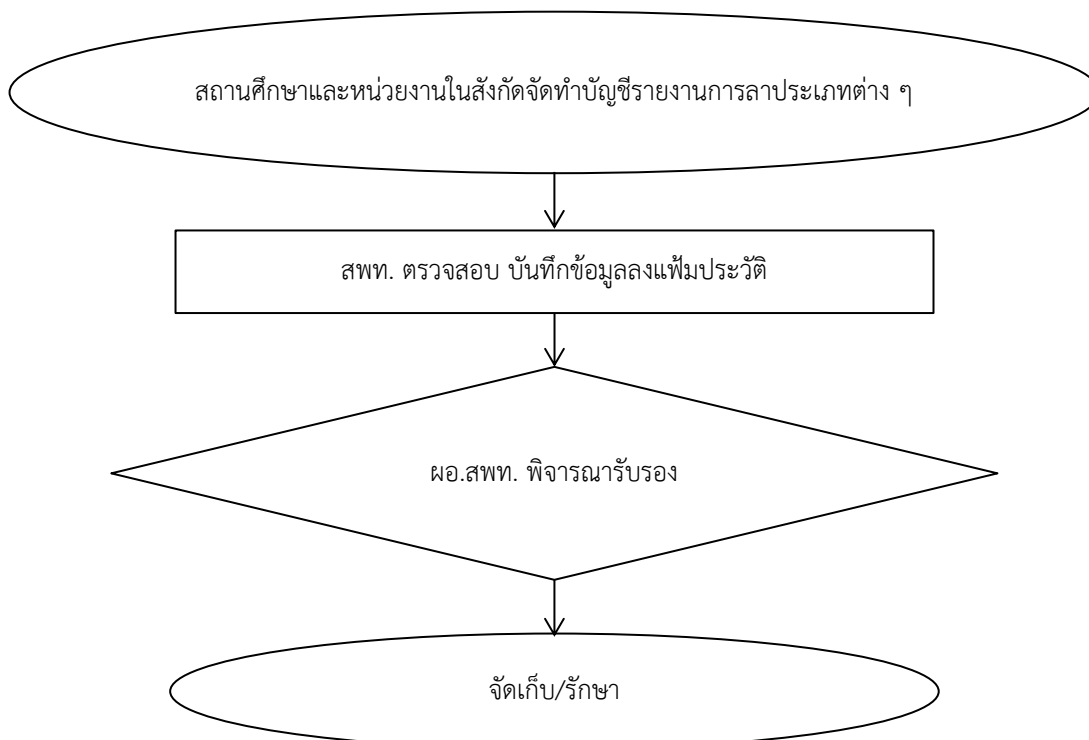 สถานศึกษาและหน่วยงานในสังกัดจัดทำบัญชีรายงานการลาประเภทต่าง ๆ
สพท. ตรวจสอบ บันทึกข้อมูลลงแฟ้มประวัติ
ผอ.สพท. พิจารณารับรอง
จัดเก็บ/รักษา